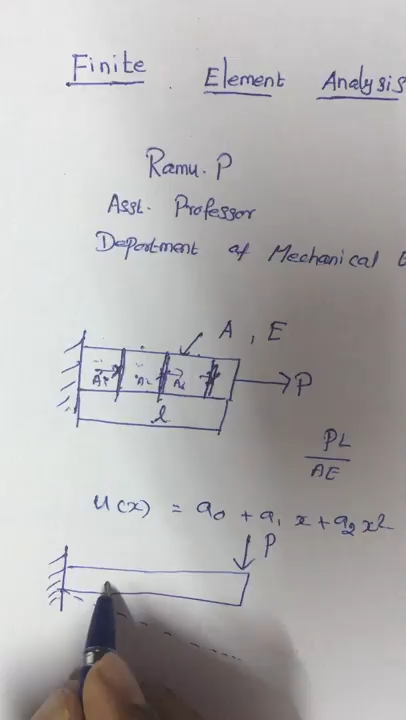 Finite Element Analysis
Ramu. P
Asst. Professor
Department of Mechanical
A, E
P
l
PL
AE
u(x) = a0 + a1 x + a2 x²
P